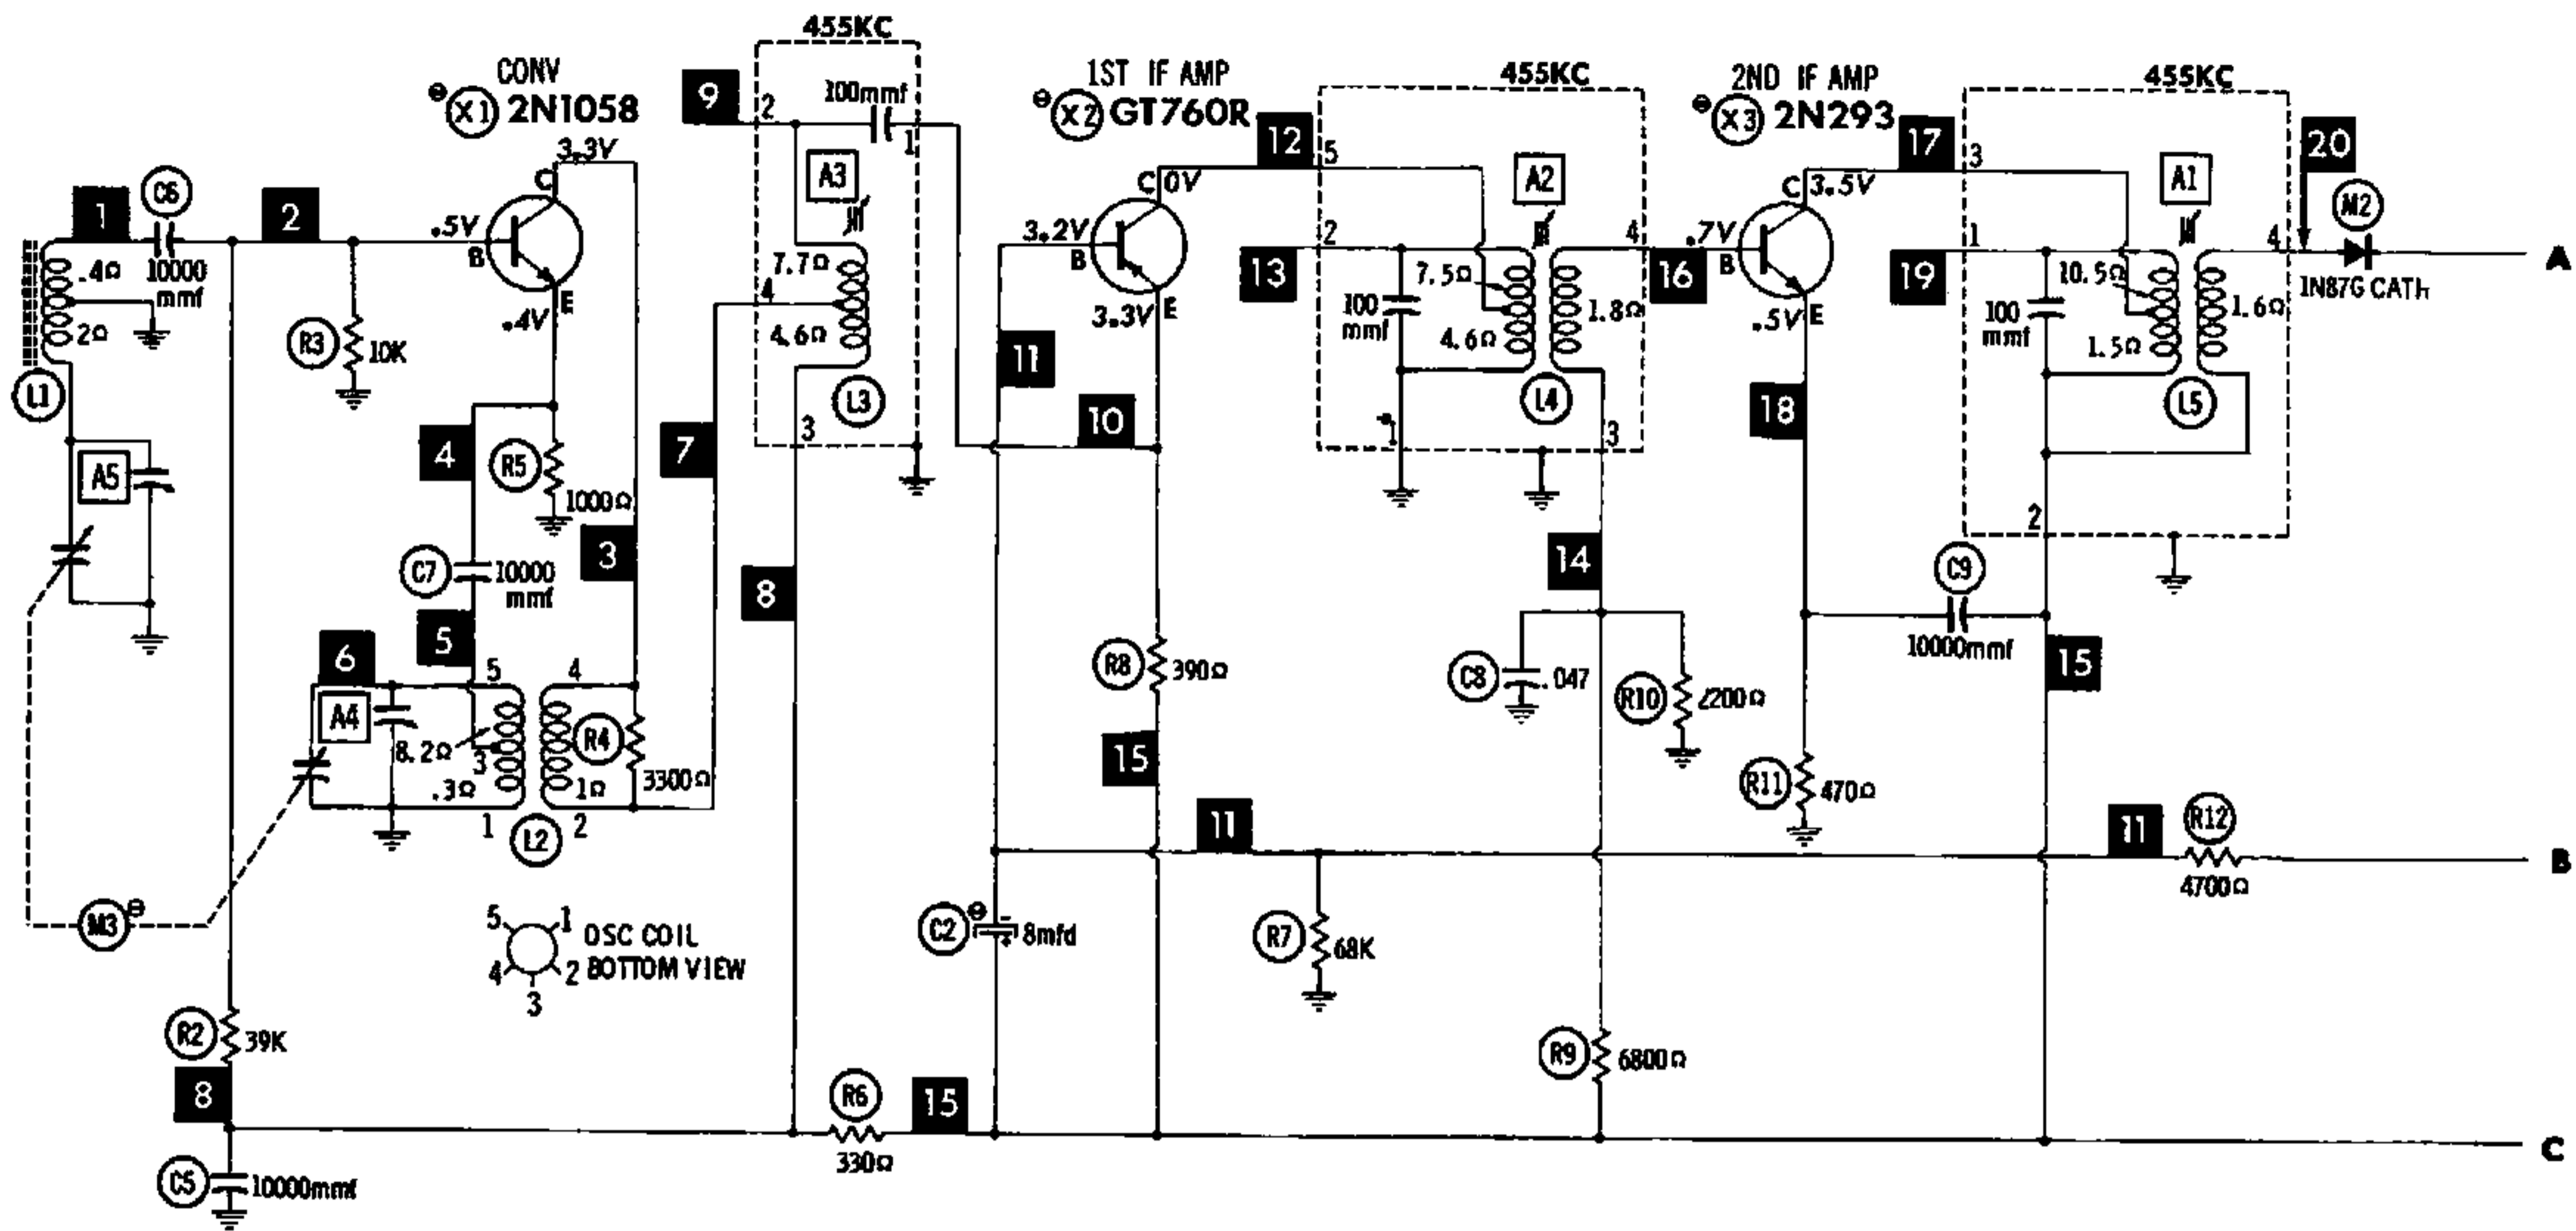 455KC
CONV
X1 2N1058
3.3V
C
.5V
B
.4V
E
1
C6
10000
mmf
2
.4Ω
2Ω
L1
R3
10K
A5
4
R5
1000Ω
C7
10000
mmf
3
5
6
A4
5
4
8.2Ω
3
.3Ω
1Ω
1
2
L2
R4
3300Ω
M3
5
1
4
2
3
OSC COIL
BOTTOM VIEW
R2
39K
8
C5
10000mmf
9
2
100mmf
1
A3
7.7Ω
4
4.6Ω
L3
3
7
8
R6
330Ω
15
1ST IF AMP
X2 GT760R
C 0V
3.2V
B
3.3V
E
11
10
R8
390Ω
15
11
C2
-
+
8mfd
R7
68K
12
455KC
5
A2
13
2
100
mmf
7.5Ω
4.6Ω
1.8Ω
4
L4
1
3
14
C8
.047
R10
2200Ω
R9
6800Ω
2ND IF AMP
X3 2N293
C 3.5V
.7V
B
16
.5V E
18
R11
470Ω
17
455KC
3
A1
19
1
100
mmf
10.5Ω
1.5Ω
1.6Ω
4
L5
2
C9
10000mmf
15
20
M2
1N87G CATH
A
11
R12
4700Ω
B
C